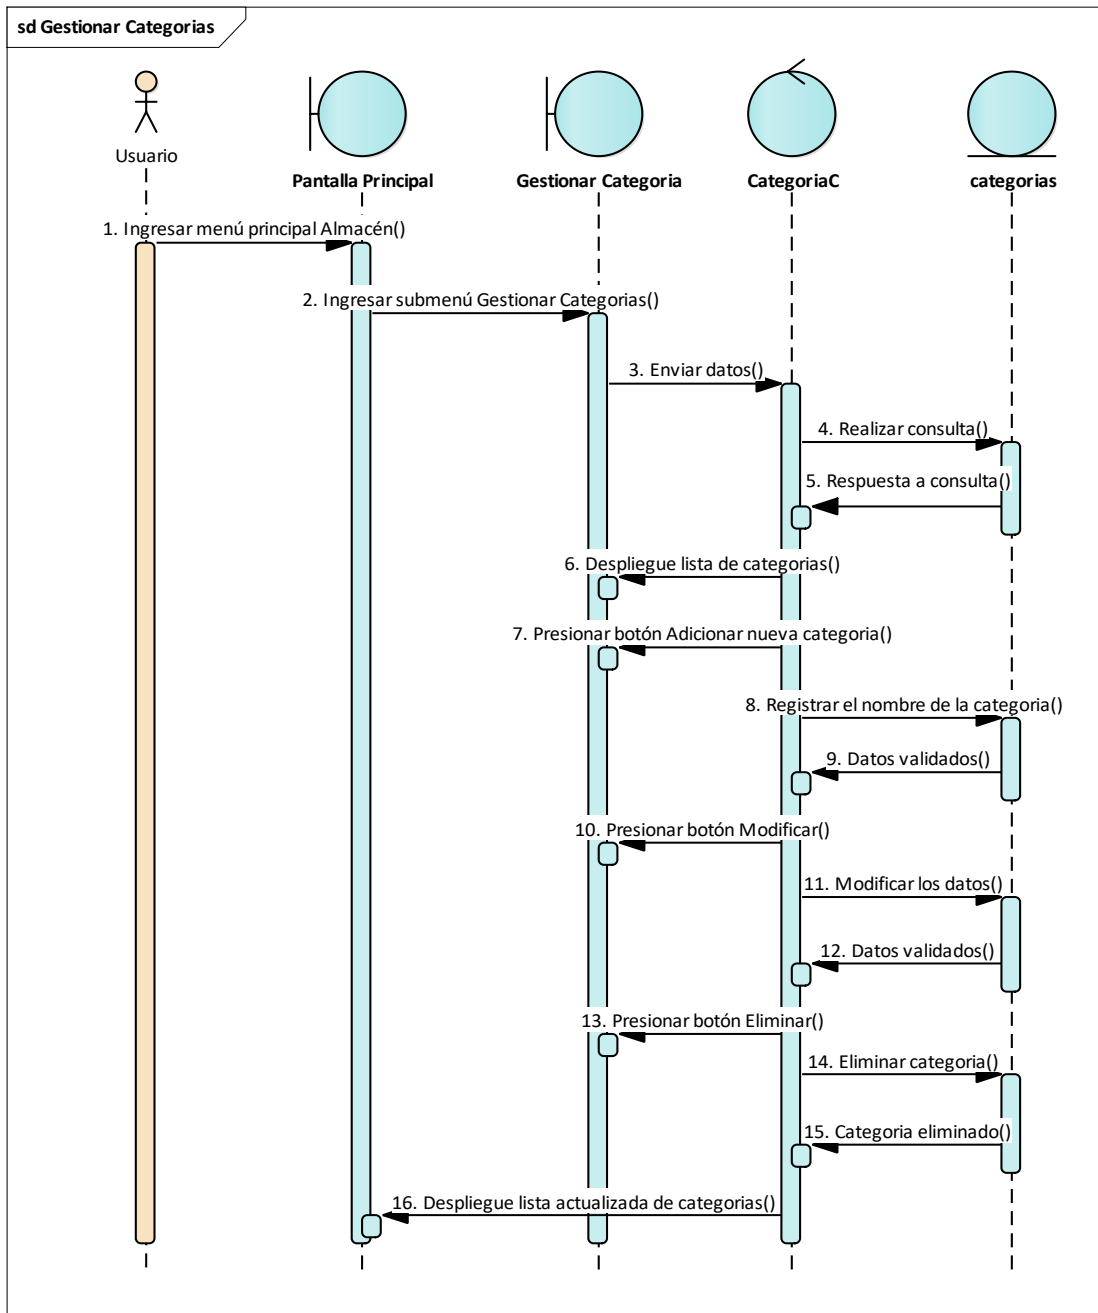 sd Gestionar Categorias
Usuario
Pantalla Principal
Gestionar Categoria
CategoriaC
categorias
1. Ingresar menú principal Almacén()
2. Ingresar submenú Gestionar Categorias()
3. Enviar datos()
4. Realizar consulta()
5. Respuesta a consulta()
6. Despliegue lista de categorias()
7. Presionar botón Adicionar nueva categoria()
8. Registrar el nombre de la categoria()
9. Datos validados()
10. Presionar botón Modificar()
11. Modificar los datos()
12. Datos validados()
13. Presionar botón Eliminar()
14. Eliminar categoria()
15. Categoria eliminado()
16. Despliegue lista actualizada de categorias()